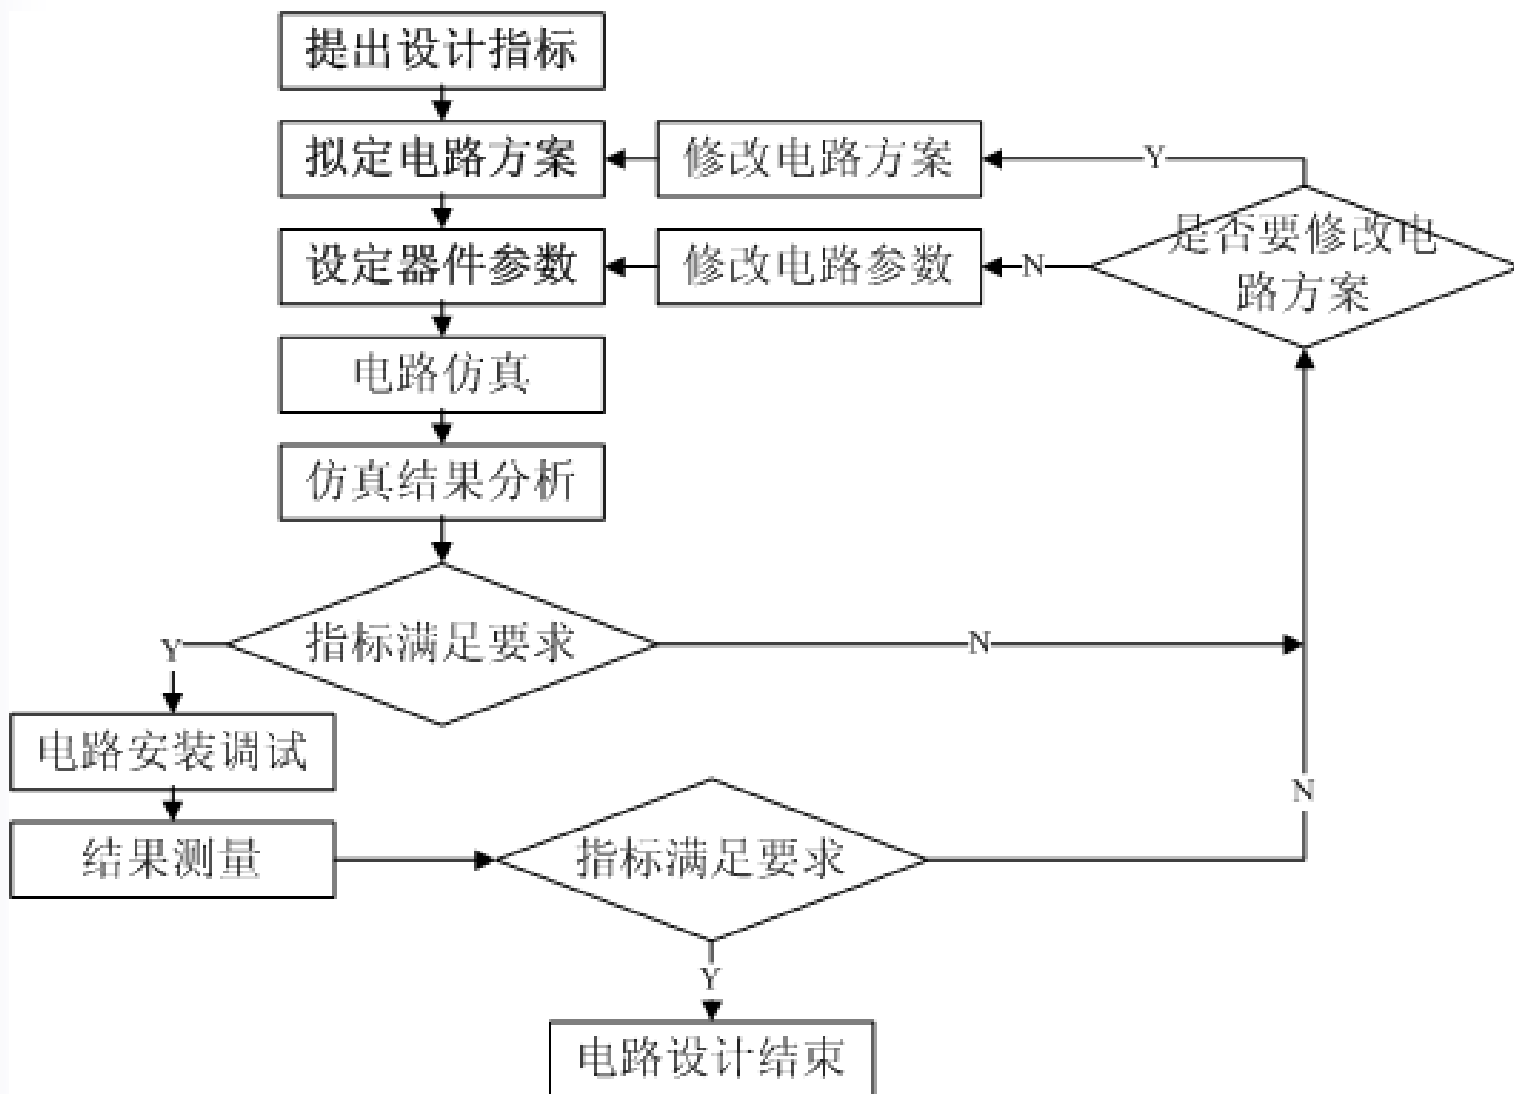 提出设计指标
拟定电路方案
修改电路方案
Y
设定器件参数
修改电路参数
N
是否要修改电
路方案
电路仿真
仿真结果分析
指标满足要求
Y
N
电路安装调试
N
结果测量
指标满足要求
Y
电路设计结束